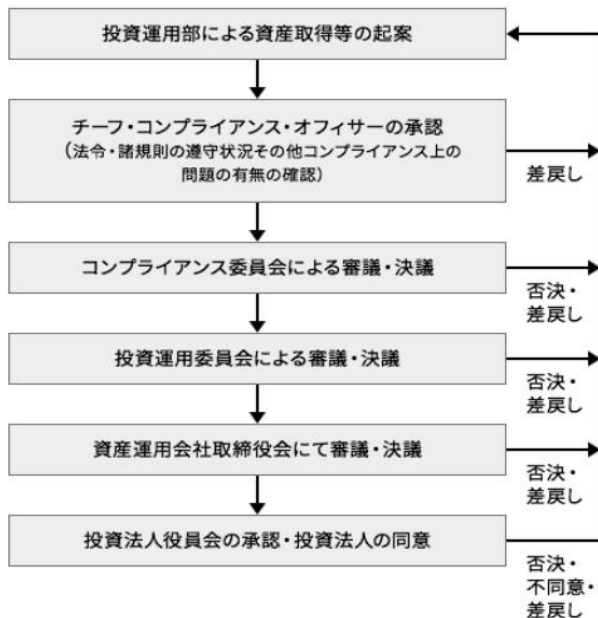 投資運用部による資産取得等の起案
チーフ・コンプライアンス・オフィサーの承認
（法令・諸規則の遵守状況その他コンプライアンス上の
問題の有無の確認）
差戻し
コンプライアンス委員会による審議・決議
否決・
差戻し
投資運用委員会による審議・決議
否決・
差戻し
資産運用会社取締役会にて審議・決議
否決・
差戻し
投資法人役員会の承認・投資法人の同意
否決・
不同意・
差戻し